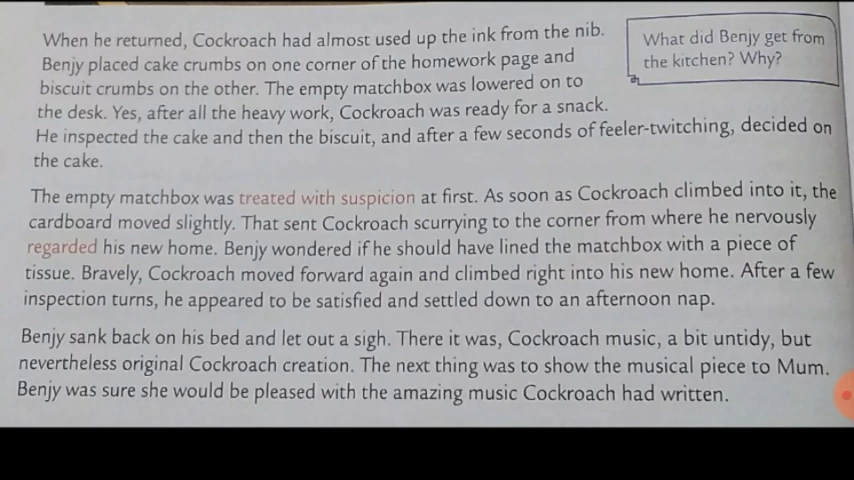 When he returned, Cockroach had almost used up the ink from the nib.
Benjy placed cake crumbs on one corner of the homework page and
biscuit crumbs on the other. The empty matchbox was lowered on to
the desk. Yes, after all the heavy work, Cockroach was ready for a snack.
He inspected the cake and then the biscuit, and after a few seconds of feeler-twitching, decided on
the cake.
What did Benjy get from
the kitchen? Why?
The empty matchbox was treated with suspicion at first. As soon as Cockroach climbed into it, the
cardboard moved slightly. That sent Cockroach scurrying to the corner from where he nervously
regarded his new home. Benjy wondered if he should have lined the matchbox with a piece of
tissue. Bravely, Cockroach moved forward again and climbed right into his new home. After a few
inspection turns, he appeared to be satisfied and settled down to an afternoon nap.
Benjy sank back on his bed and let out a sigh. There it was, Cockroach music, a bit untidy, but
nevertheless original Cockroach creation. The next thing was to show the musical piece to Mum.
Benjy was sure she would be pleased with the amazing music Cockroach had written.